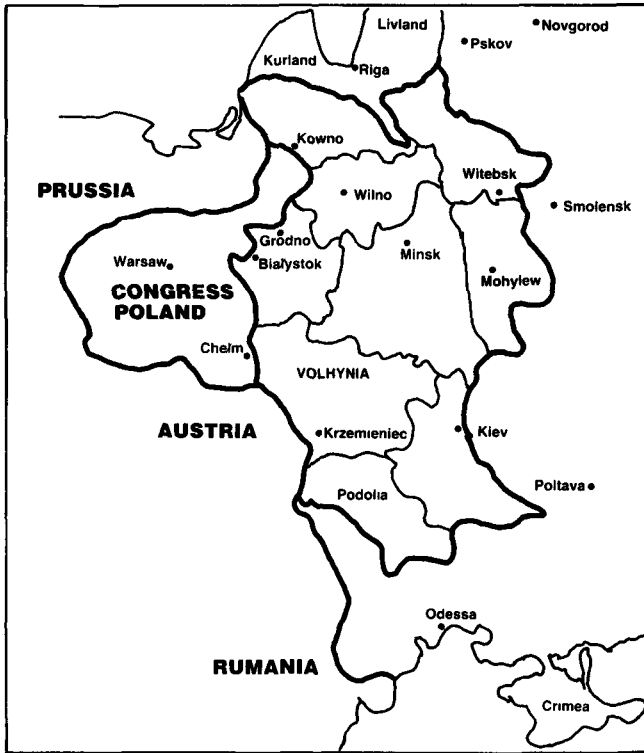 Livland
Novgorod
Pskov
Kurland
Riga
Kowno
PRUSSIA
Witebsk
Wilno
Smolensk
Grodno
Minsk
Białystok
Mohylew
Warsaw
CONGRESS
POLAND
Chełm
VOLHYNIA
AUSTRIA
Krzemieniec
Kiev
Podolia
Poltava
Odessa
RUMANIA
Crimea